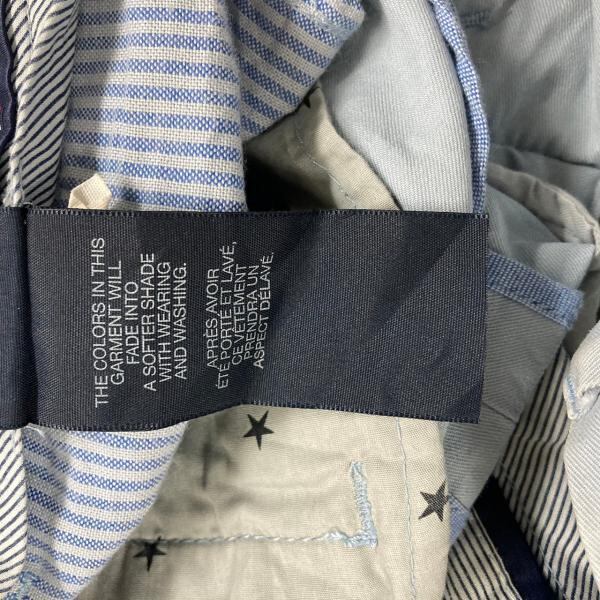 THE COLORS IN THIS
GARMENT WILL
FADE INTO
A SOFTER SHADE
WITH WEARING
AND WASHING.
APRES AVOIR
ÉTÉ PORTÉ ET LAVÉ,
CE VÊTEMENT
PRENDRA UN
ASPECT DÉLAVÉ.